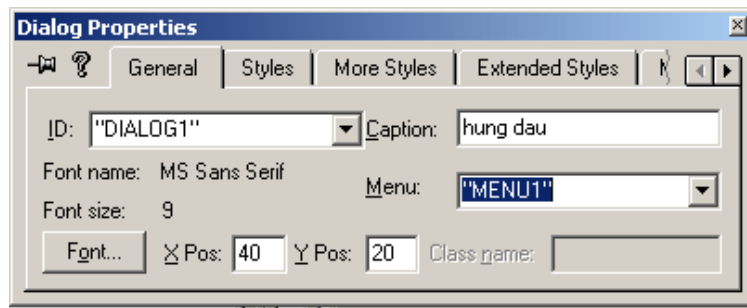 Dialog Properties
General Styles More Styles Extended Styles
ID: "DIALOG1" Caption: hung dau
Font name: MS Sans Serif
Menu: "MENU1"
Font size: 9
Font... X Pos: 40 Y Pos: 20 Class name: